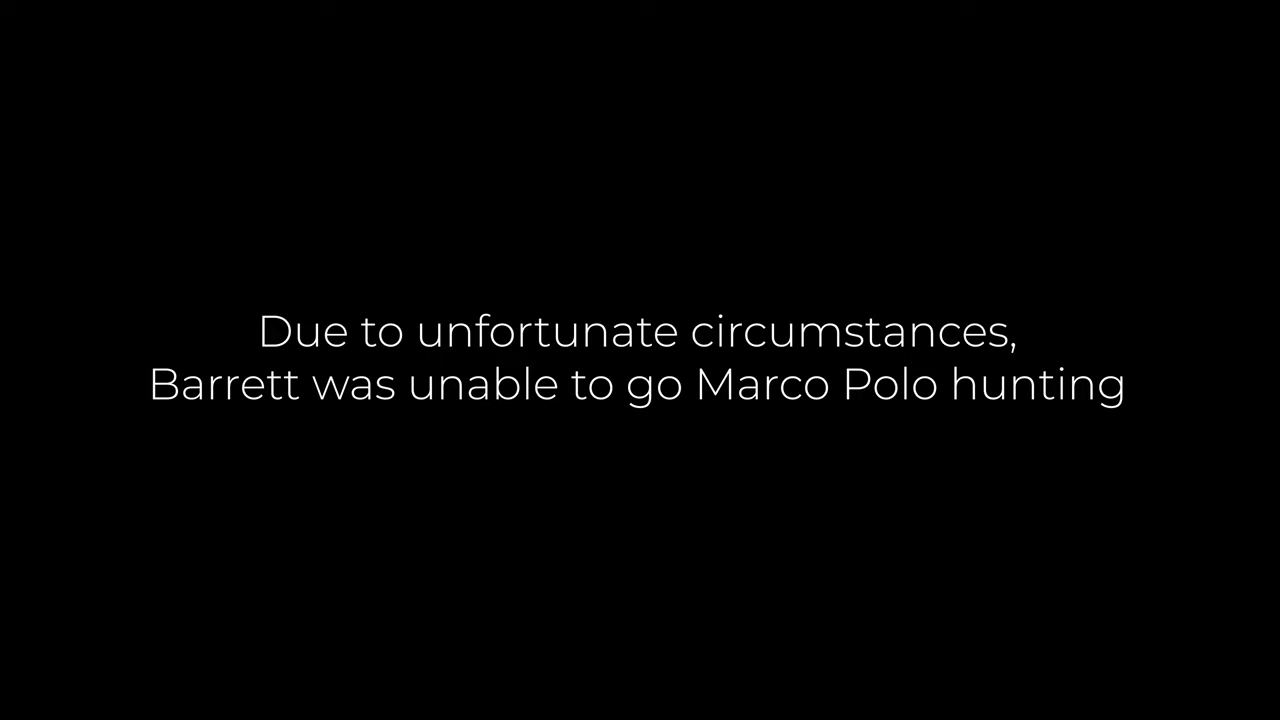 Due to unfortunate circumstances,
Barrett was unable to go Marco Polo hunting